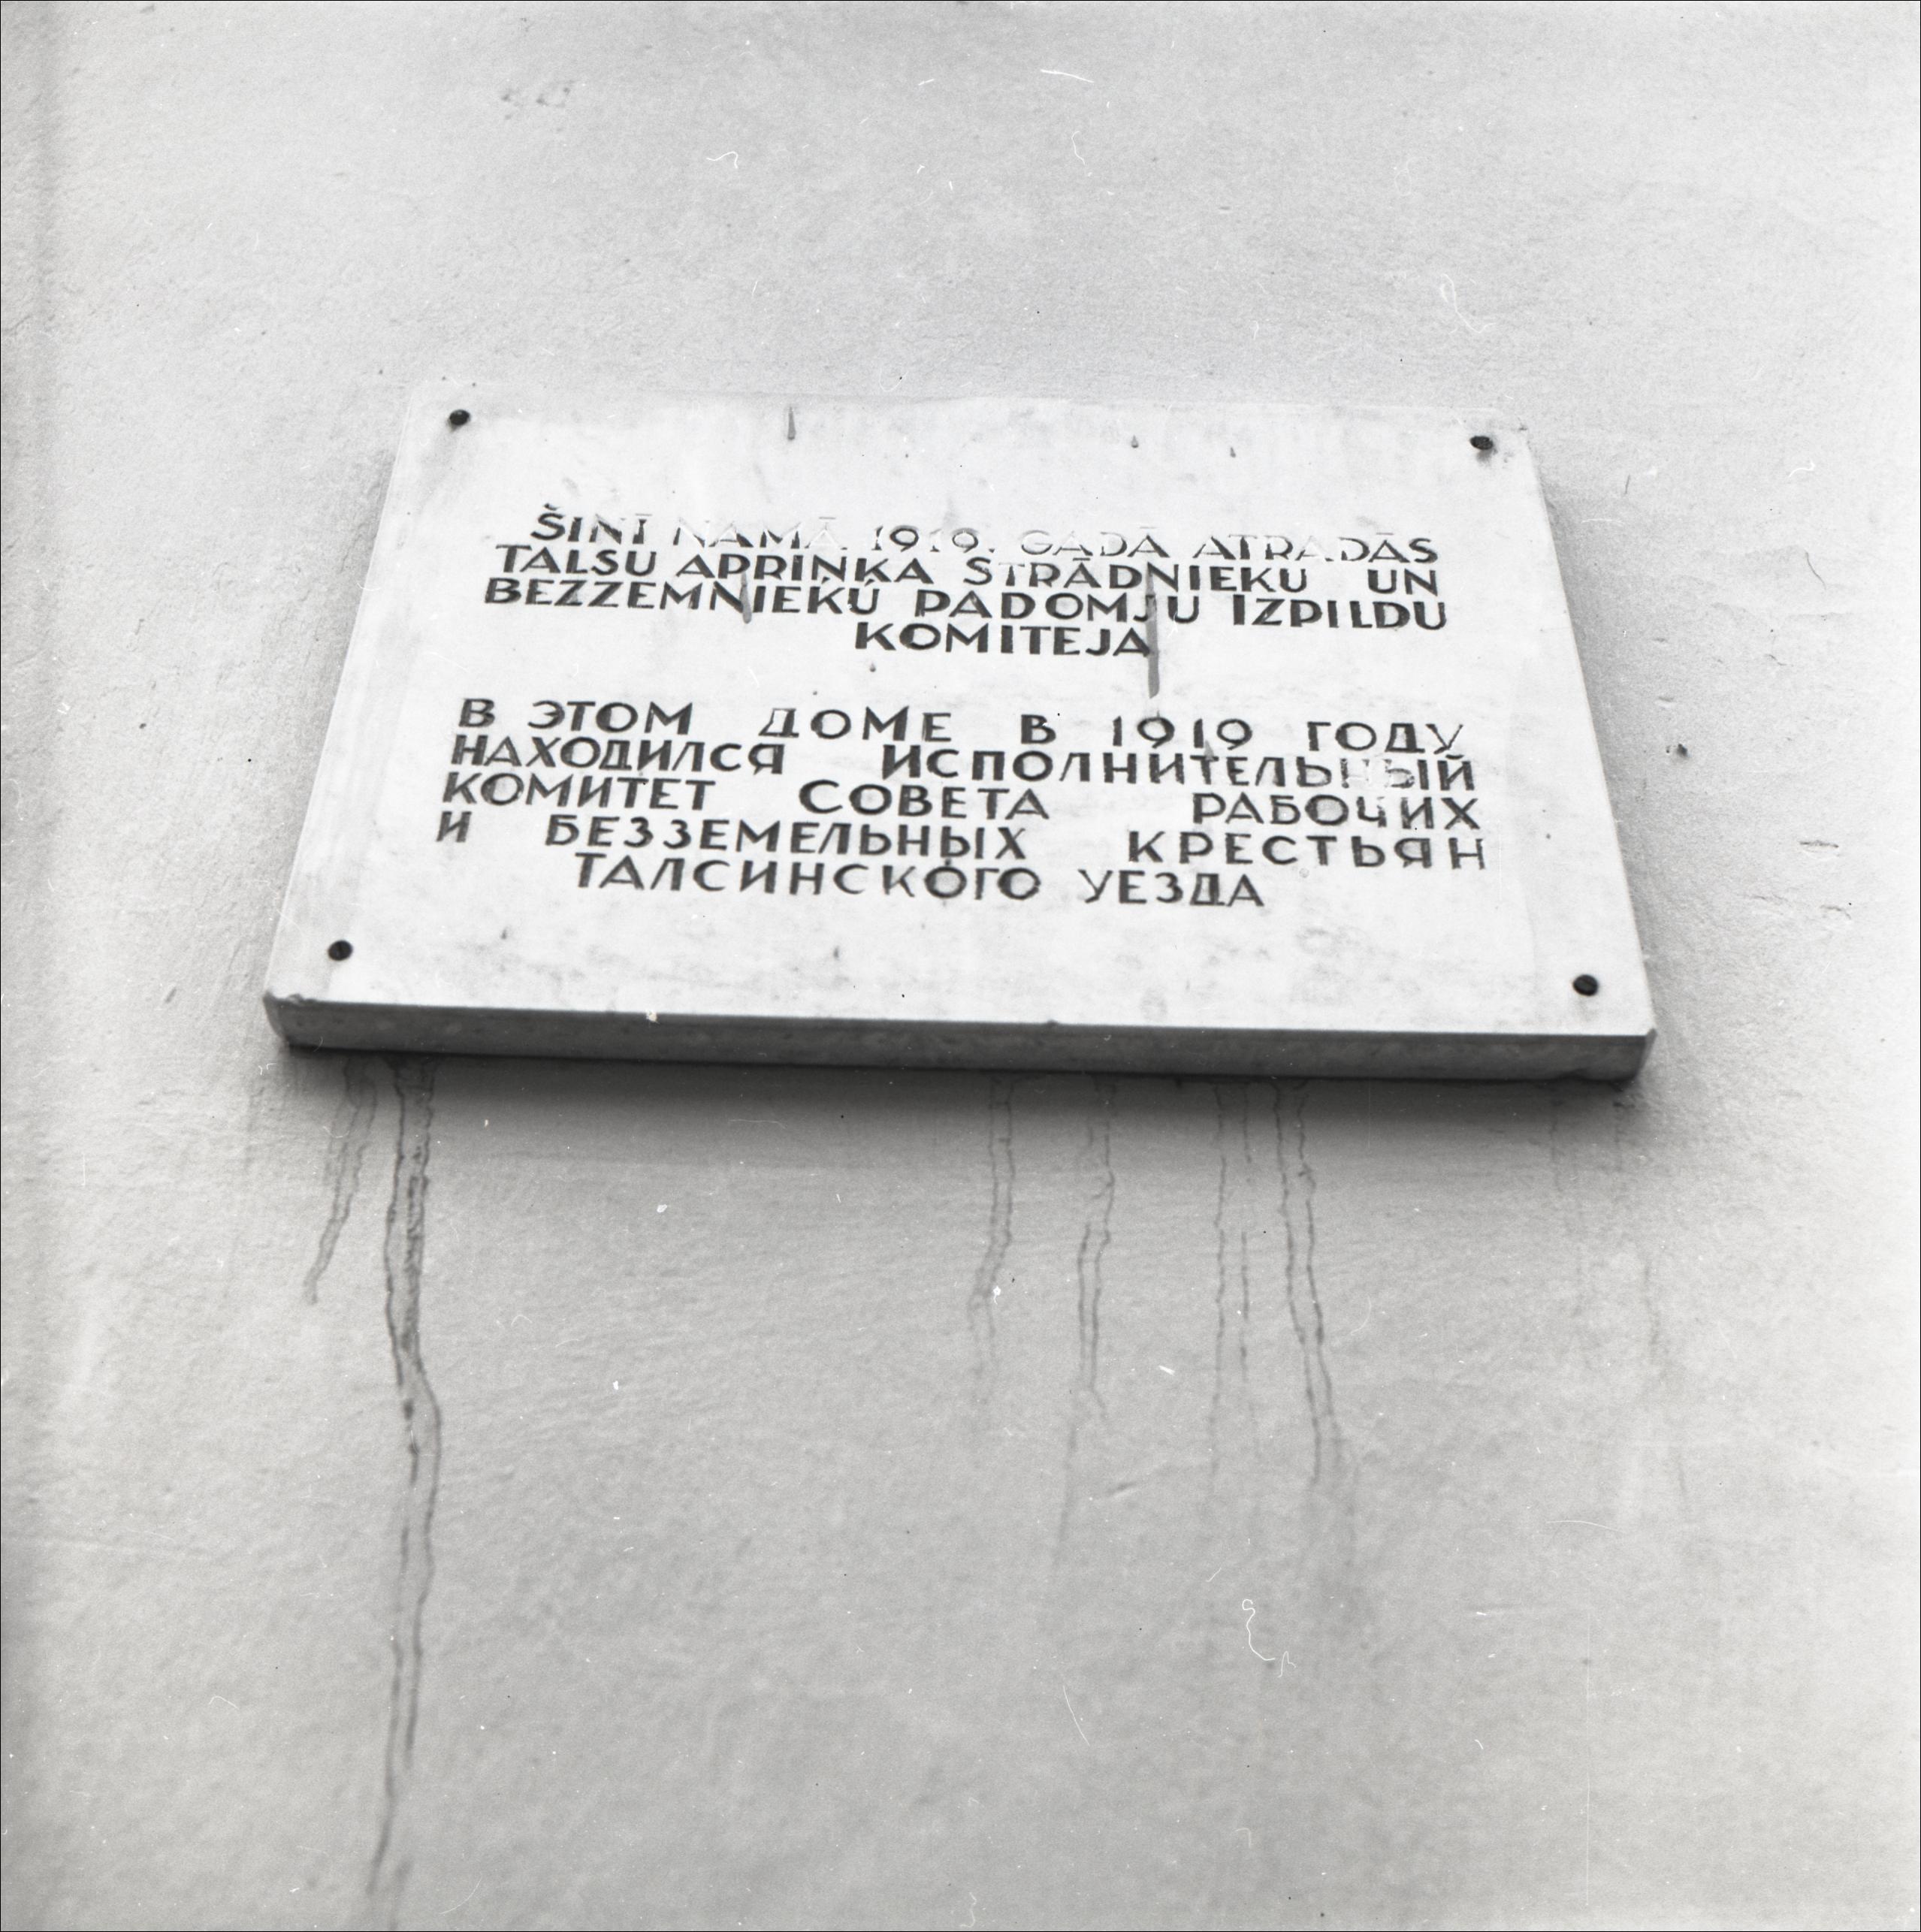 ŠINĪ NAMĀ 1919. GADĀ ATRADĀS
TALSU APRIŅĶA STRĀDNIEKU UN
BEZZEMNIEKU PADOMJU IZPILDU
KOMITEJA
В ЭТОМ ДОМЕ В 1919 ГОДУ
НАХОДИЛСЯ ИСПОЛНИТЕЛЬНЫЙ
КОМИТЕТ СОВЕТА РАБОЧИХ
И БЕЗЗЕМЕЛЬНЫХ КРЕСТЬЯН
ТАЛСИНСКОГО УЕЗДА